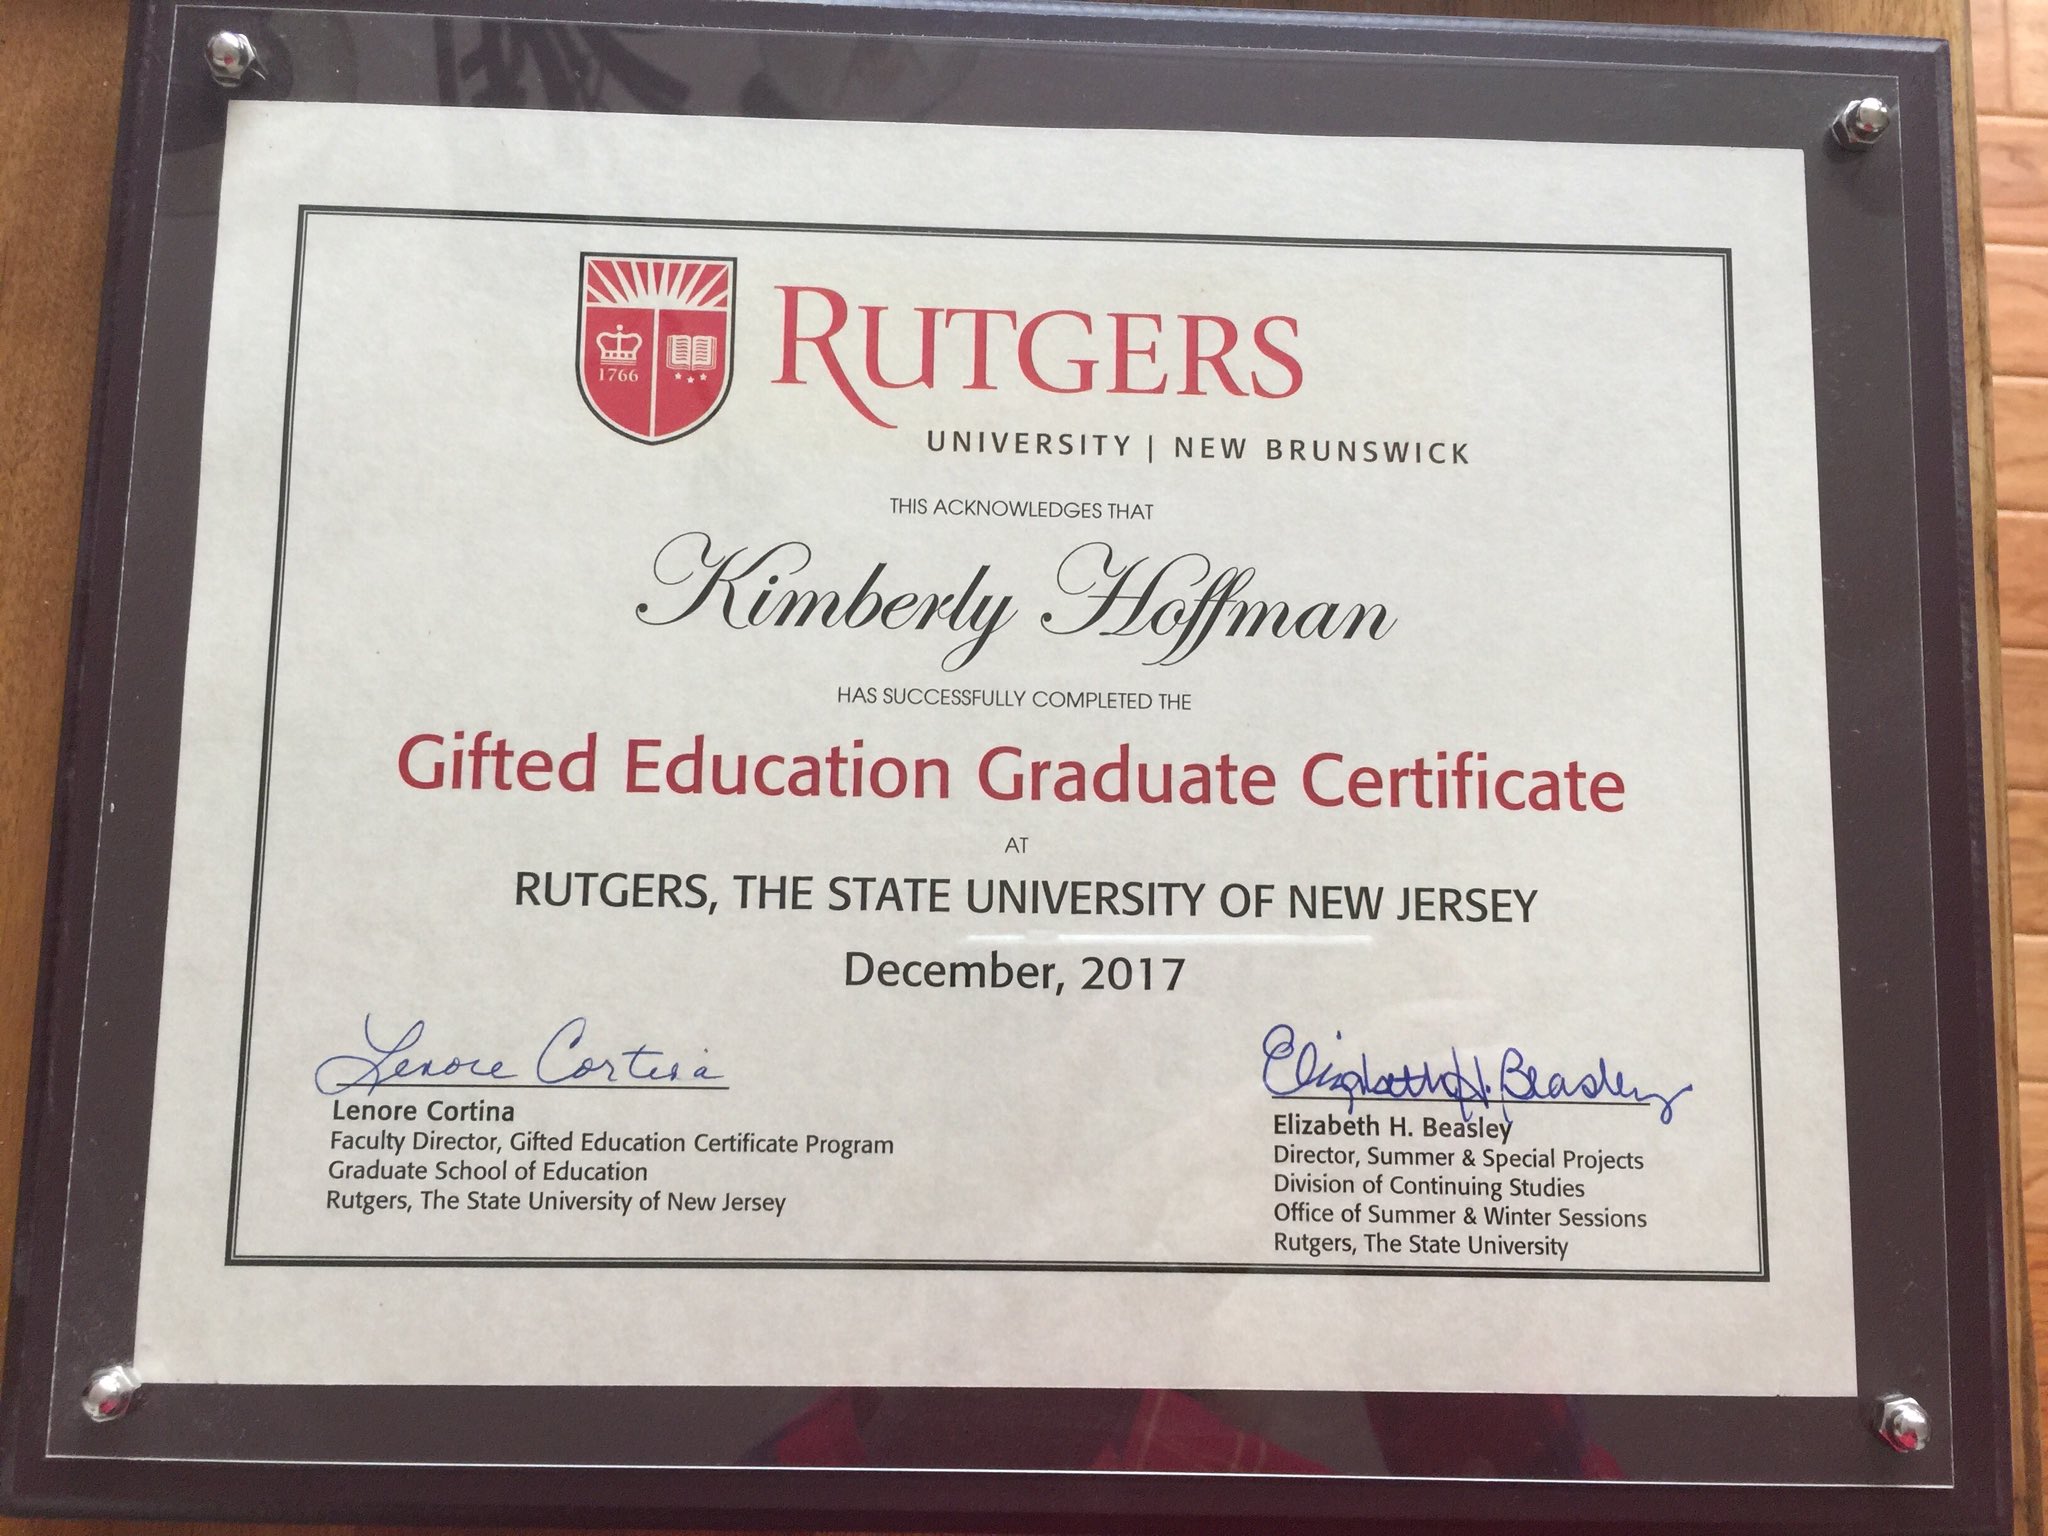 1766
RUTGERS
UNIVERSITY | NEW BRUNSWICK
THIS ACKNOWLEDGES THAT
Kimberly Hoffman
HAS SUCCESSFULLY COMPLETED THE
Gifted Education Graduate Certificate
AT
RUTGERS, THE STATE UNIVERSITY OF NEW JERSEY
December, 2017
Lenore Cortina
Lenore Cortina
Faculty Director, Gifted Education Certificate Program
Graduate School of Education
Rutgers, The State University of New Jersey
Elizabeth H. Beasley
Elizabeth H. Beasley
Director, Summer & Special Projects
Division of Continuing Studies
Office of Summer & Winter Sessions
Rutgers, The State University